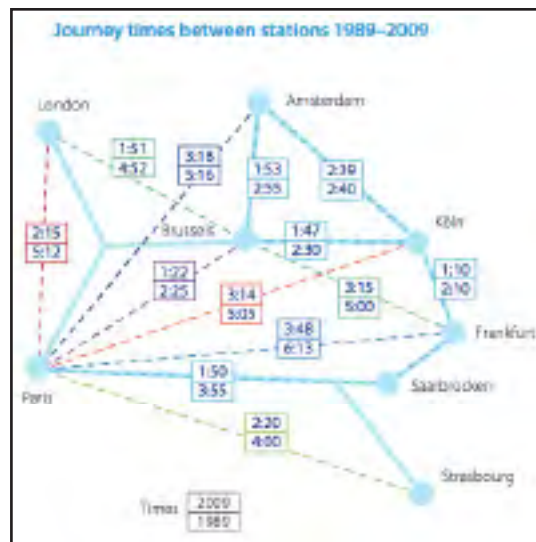 Journey times between stations 1989–2009
Amsterdam
London
1:51
4:52
3:18
5:16
1:53
2:55
2:39
2:40
Brussels
1:47
2:30
Köln
2:15
5:12
1:22
2:25
3:14
5:05
3:15
5:00
1:10
2:10
3:48
6:13
Frankfurt
Paris
1:50
3:55
Saarbrücken
2:20
4:00
Strasbourg
Times
2009
1989